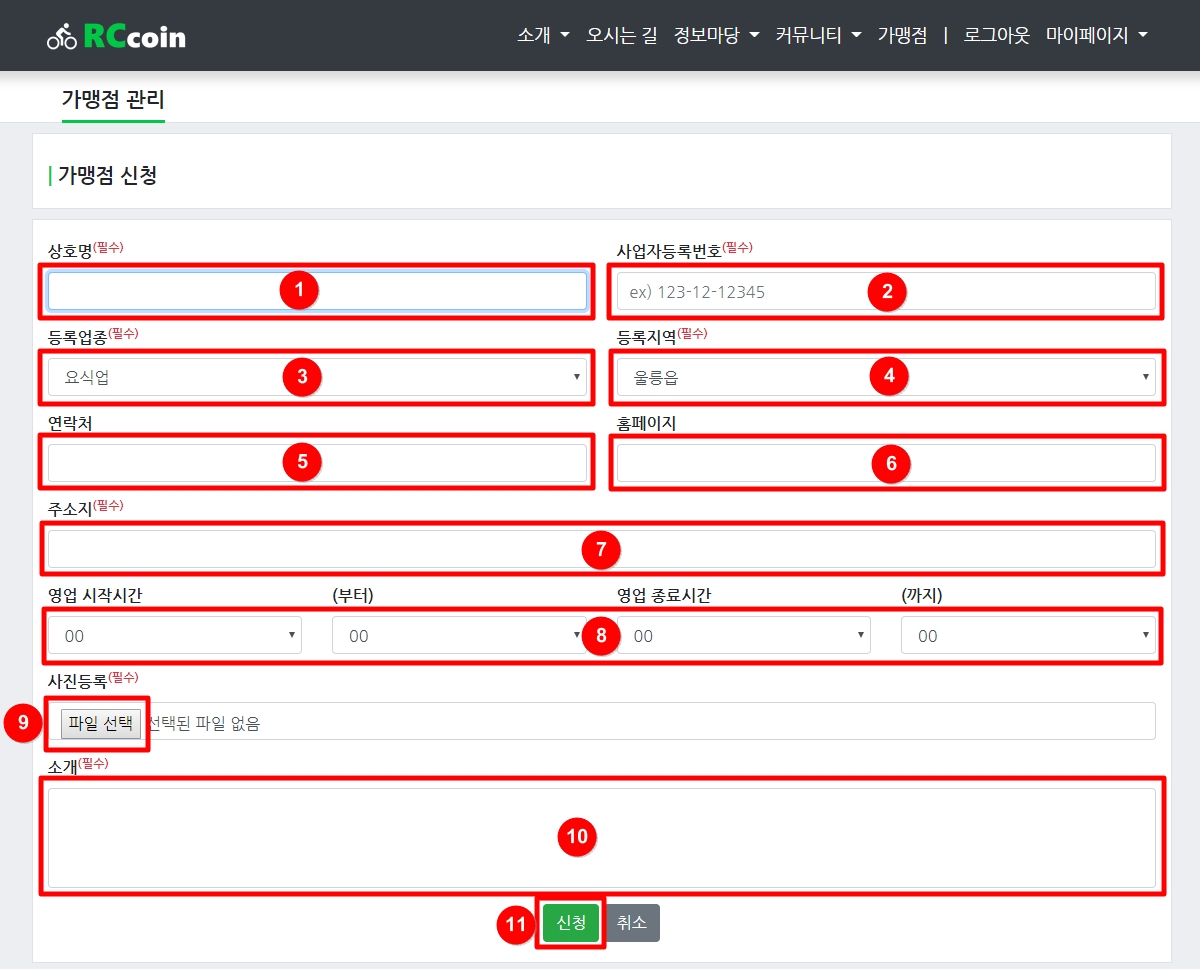 RCcoin 소개 오시는 길 정보마당 커뮤니티 가맹점 | 로그아웃 마이페이지
가맹점 관리
가맹점 신청
상호명(필수) 사업자등록번호(필수)
1 ex) 123-12-12345 2
등록업종(필수) 등록지역(필수)
요식업 3 울릉읍 4
연락처 홈페이지
5 6
주소지(필수)
7
영업 시작시간 (부터) 영업 종료시간 (까지)
00 00 8 00 00
사진등록(필수)
9 파일 선택 선택된 파일 없음
소개(필수)
10
11 신청 취소